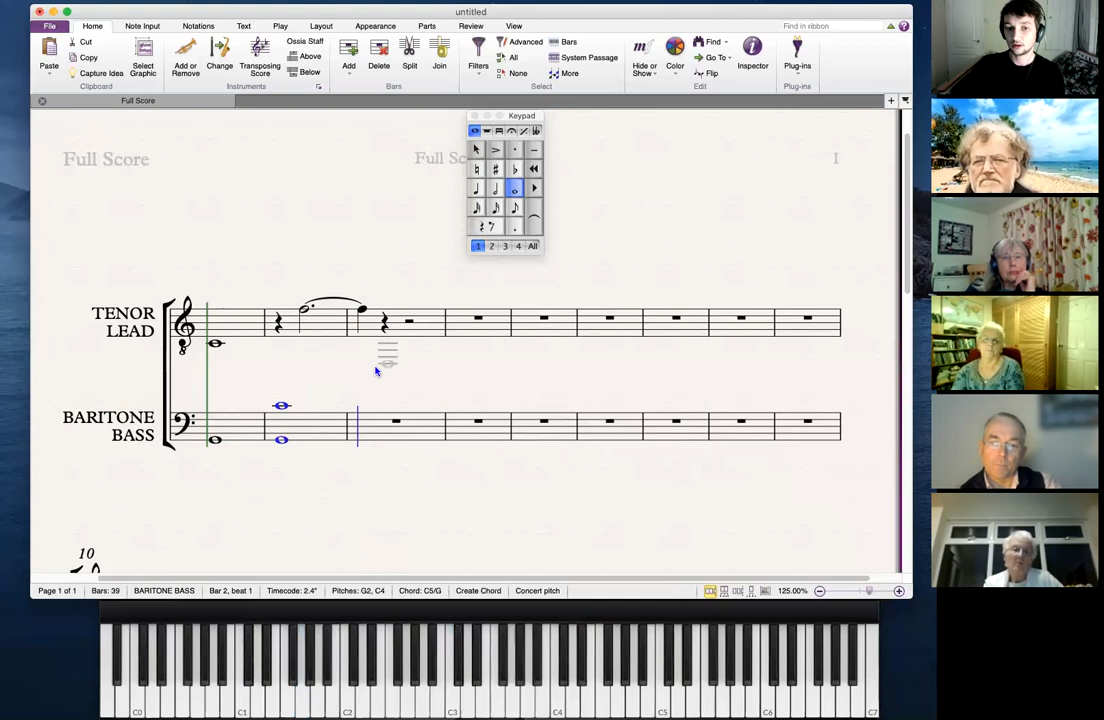 untitled
File Home Note Input Notations Text Play Layout Appearance Parts Review View Find in ribbon
Paste Cut Copy Capture Idea Select Graphic Add or Remove Change Transposing Score Ossia Staff Above Below Add Delete Split Join Filters Advanced All None Bars System Passage More Hide or Show Color Find Go To Flip Inspector Plug-ins
Clipboard Instruments Bars Select Edit Plug-ins
Full Score
Keypad
Full Score Full Sc 1
1 2 3 4 All
TENOR
LEAD
8
BARITONE
BASS
10
Page 1 of 1 Bars: 39 BARITONE BASS Bar 2, beat 1 Timecode: 2.4" Pitches: G2, C4 Chord: C5/G Create Chord Concert pitch 125.00%
C0 C1 C2 C3 C4 C5 C6 C7